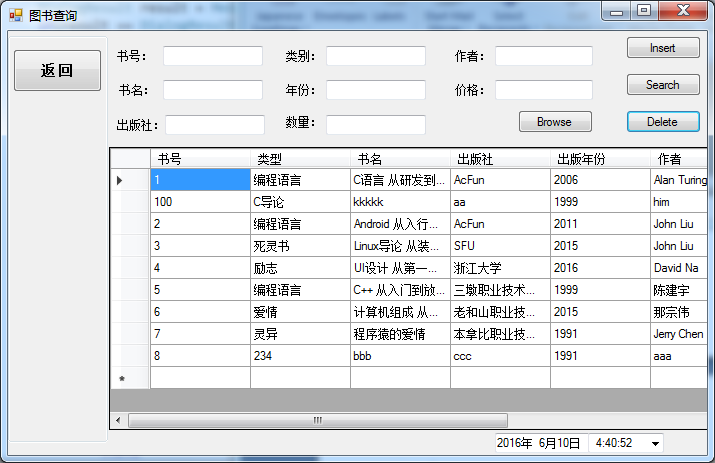 图书查询
返 回
书号： 类别： 作者： Insert
书名： 年份： 价格： Search
出版社： 数量： Browse Delete
书号 类型 书名 出版社 出版年份 作者
1 编程语言 C语言 从研发到... AcFun 2006 Alan Turing
100 C导论 kkkkk aa 1999 him
2 编程语言 Android 从入行... AcFun 2011 John Liu
3 死灵书 Linux导论 从装... SFU 2015 John Liu
4 励志 UI设计 从第一... 浙江大学 2016 David Na
5 编程语言 C++ 从入门到放... 三墩职业技术... 1999 陈建宇
6 爱情 计算机组成 从... 老和山职业技... 2015 那宗伟
7 灵异 程序猿的爱情 本拿比职业技... 1991 Jerry Chen
8 234 bbb ccc 1991 aaa
*
2016年 6月10日 4:40:52